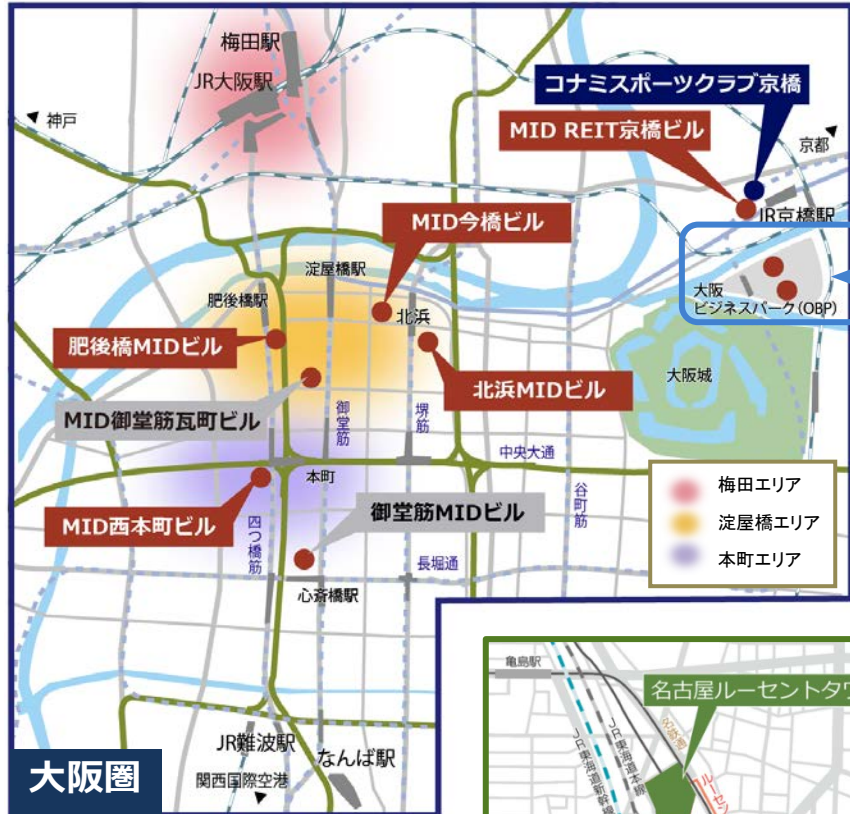 梅田駅
JR大阪駅
神戸
コナミスポーツクラブ京橋
MID REIT京橋ビル
京都
JR京橋駅
MID今橋ビル
淀屋橋駅
肥後橋駅
北浜
大阪
ビジネスパーク(OBP)
肥後橋MIDビル
北浜MIDビル
大阪城
MID御堂筋瓦町ビル
御堂筋
堺筋
中央大通
本町
谷町筋
梅田エリア
淀屋橋エリア
本町エリア
MID西本町ビル
御堂筋MIDビル
四つ橋筋
長堀通
心斎橋駅
JR難波駅
なんば駅
関西国際空港
大阪圏
亀島駅
名古屋ルーセントタワ
名鉄道
JR東海道本線
JR東海道新幹線
ルーセン